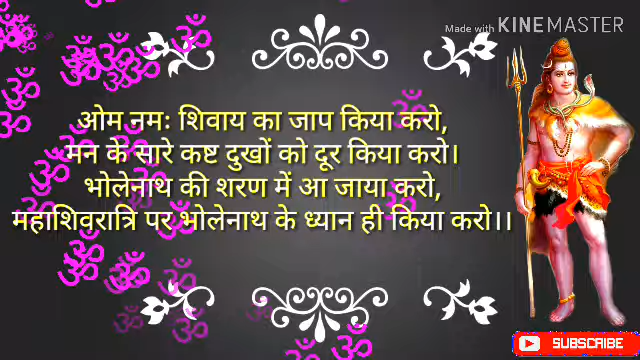 Made with KINEMASTER
ओम नमः शिवाय का जाप किया करो,
मन के सारे कष्ट दुखों को दूर किया करो।
भोलेनाथ की शरण में आ जाया करो,
महाशिवरात्रि पर भोलेनाथ के ध्यान ही किया करो।।
SUBSCRIBE